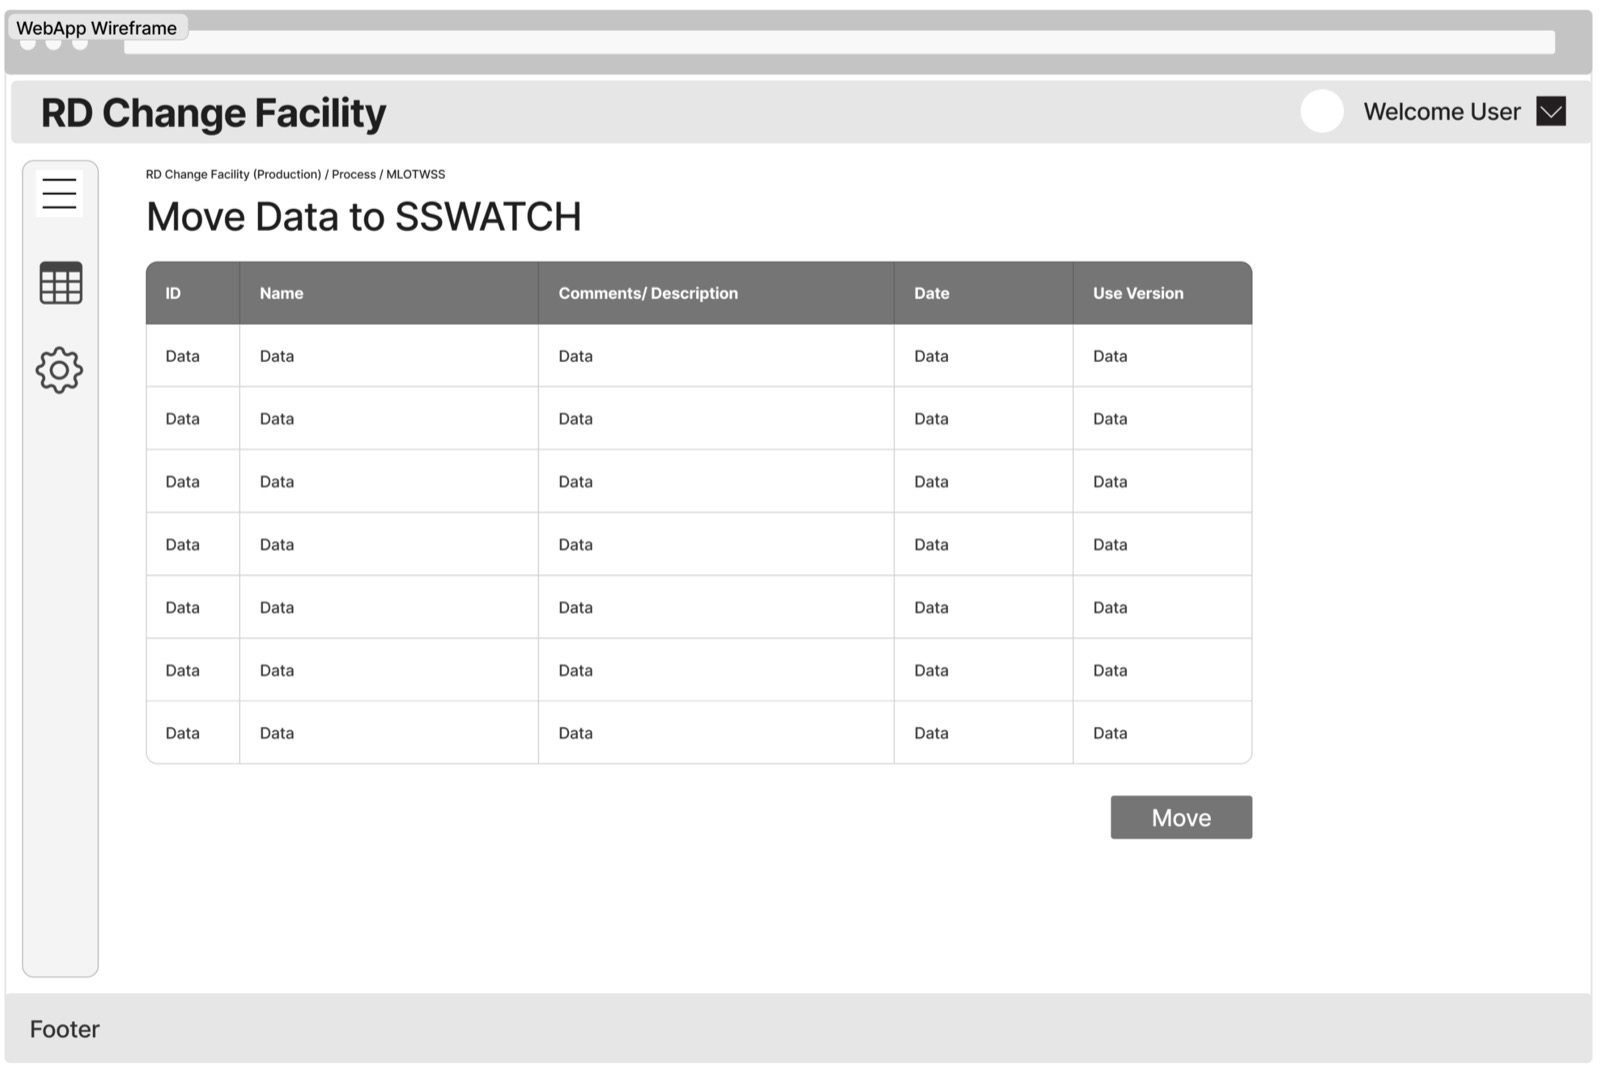 WebApp Wireframe
RD Change Facility
Welcome User
RD Change Facility (Production) / Process / MLOTWSS
Move Data to SSWATCH
ID Name Comments/ Description Date Use Version
Data Data Data Data Data
Data Data Data Data Data
Data Data Data Data Data
Data Data Data Data Data
Data Data Data Data Data
Data Data Data Data Data
Data Data Data Data Data
Move
Footer